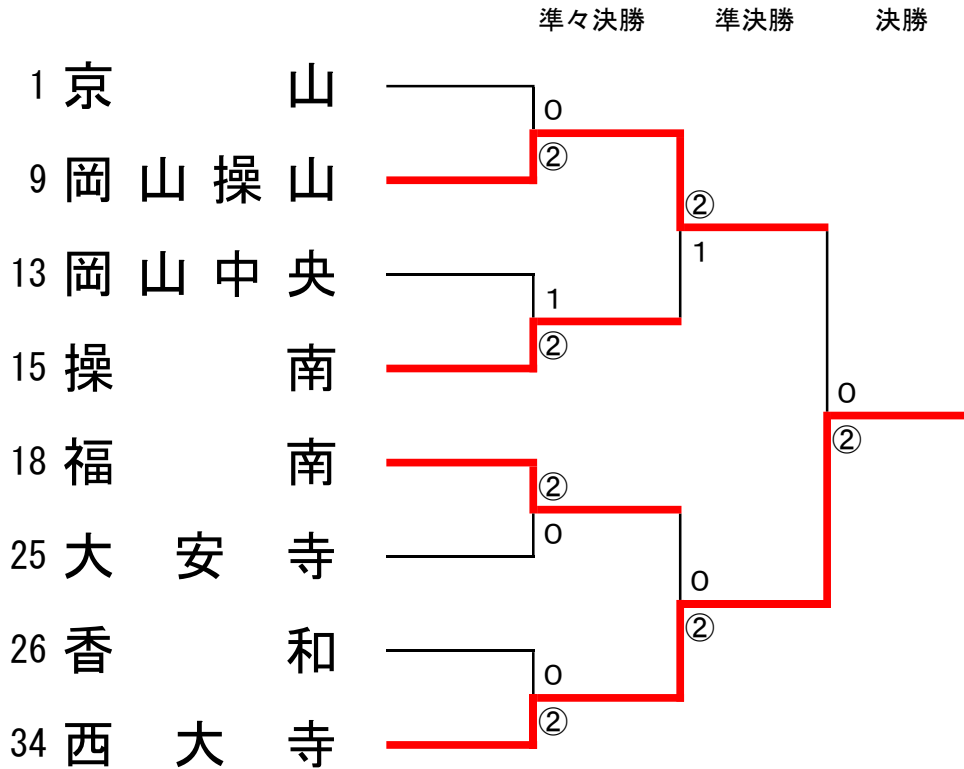 準々決勝 準決勝 決勝
1 京山
0
9 岡山操山
②
②
13 岡山中央
1
1
15 操南
②
0
18 福南
②
②
25 大安寺
0
0
26 香和
0
②
34 西大寺
②